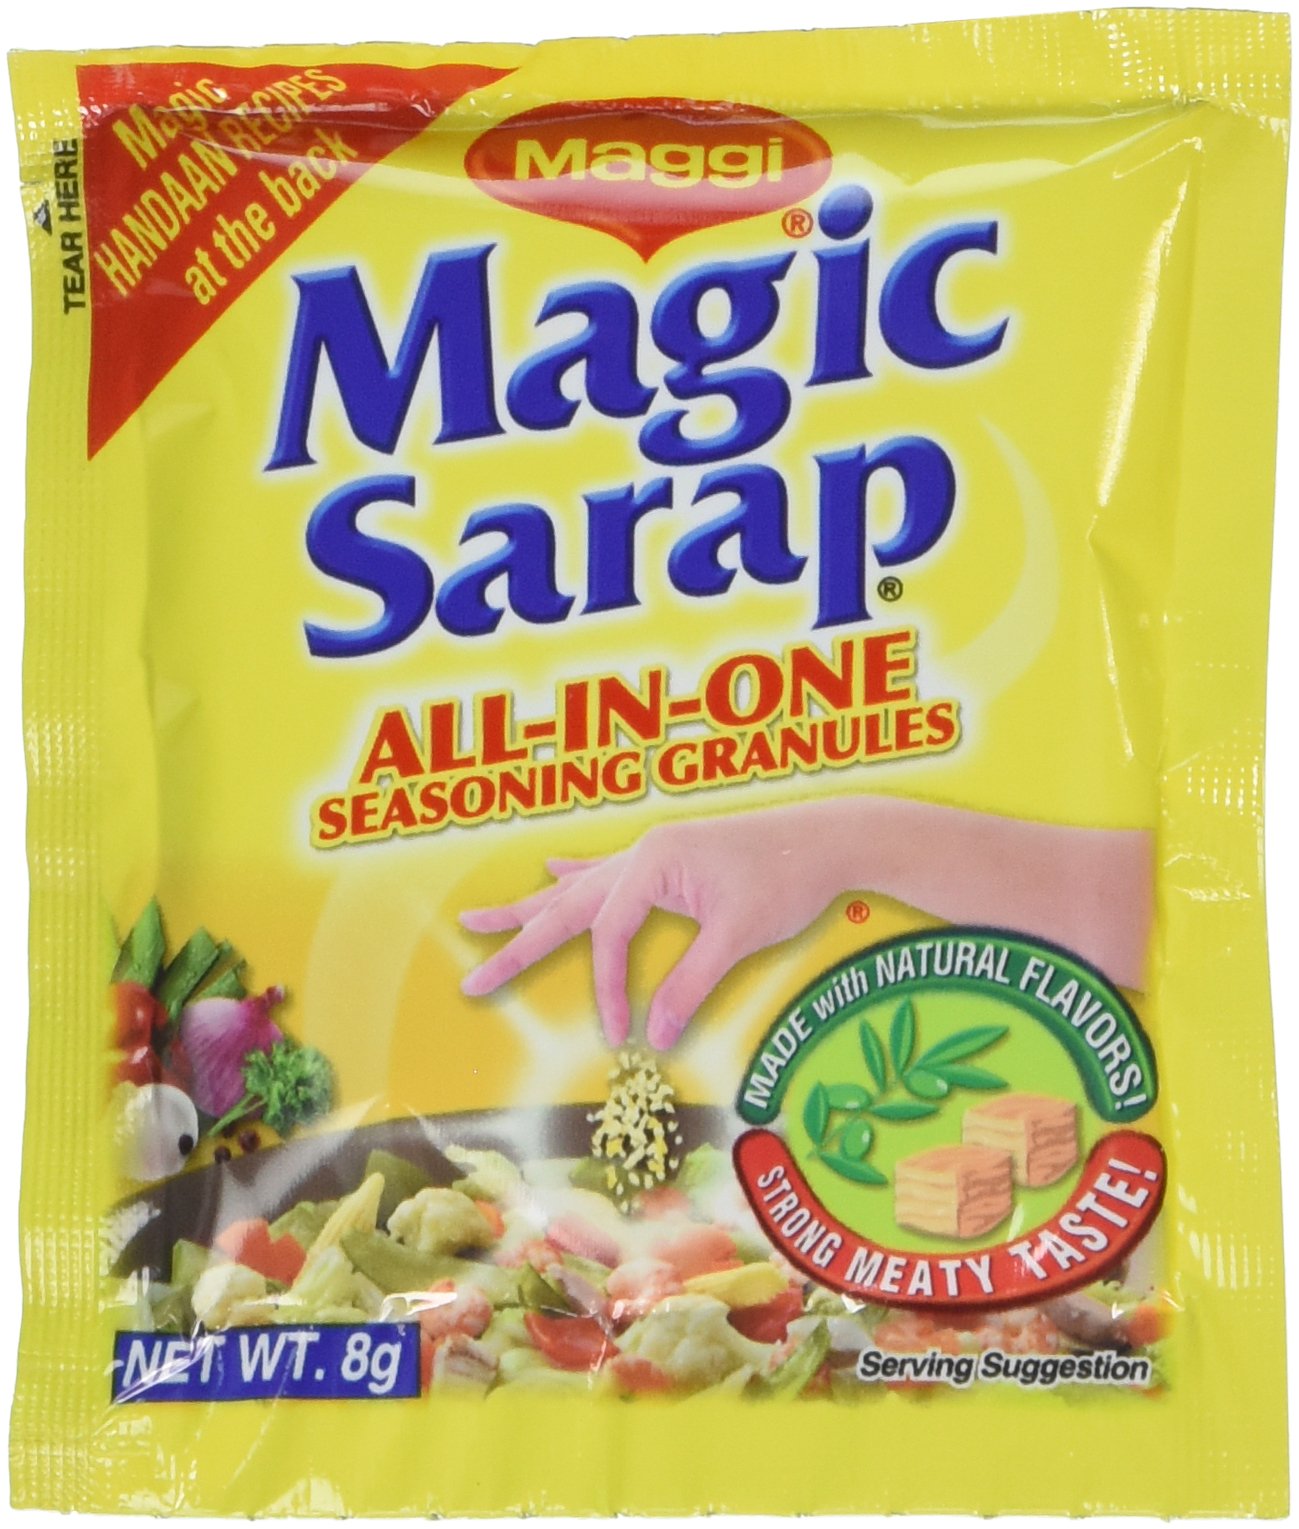 Magic
HANDAAN RECIPES
at the back
TEAR HERE
Maggi
®
Magic
Sarap
®
ALL-IN-ONE
SEASONING GRANULES
®
MADE with NATURAL FLAVORS!
STRONG MEATY TASTE!
NET WT. 8g
Serving Suggestion